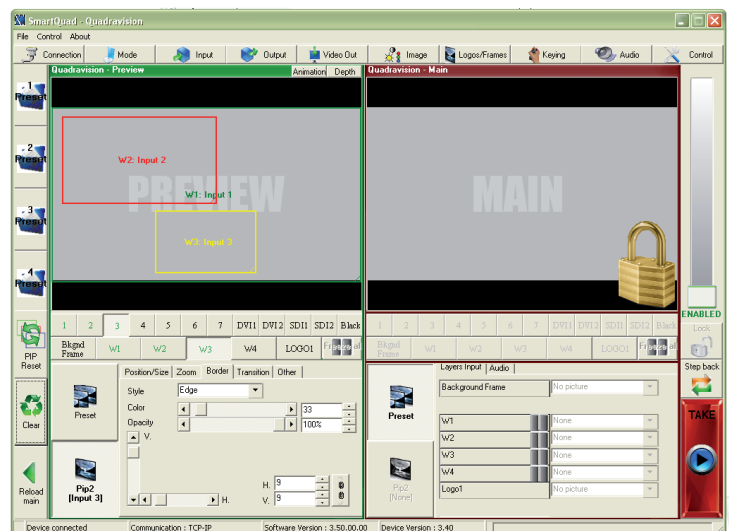 SmartQuad - Quadravision
File Control About
Connection Mode Input Output Video Out Image Logos/Frames Keying Audio Control
Quadravision - Preview Animation Depth Quadravision - Main
1 Preset
2 Preset
3 Preset
4 Preset
W2: Input 2
W1: Input 1
PREVIEW
W3: Input 3
MAIN
ENABLED
1 2 3 4 5 6 7 DVI1 DVI2 SDI1 SDI2 Black
1 2 3 4 5 6 7 DVI1 DVI2 SDI1 SDI2 Black
Lock
Bkgnd Frame W1 W2 W3 W4 LOGO1
Bkgnd Frame W1 W2 W3 W4 LOGO1
PIP Reset
Step back
Position/Size Zoom Border Transition Other
Layers Input Audio
Preset
Style Edge
Color 33
Opacity 100%
V.
H. 9
V. 9
H.
Pip2 [Input 3]
Clear
Reload main
Preset
Background Frame No picture
W1 None
W2 None
W3 None
W4 None
Logo1 No picture
Pip2 [None]
TAKE
Device connected Communication : TCP-IP Software Version : 3.50.00.00 Device Version : 3.40